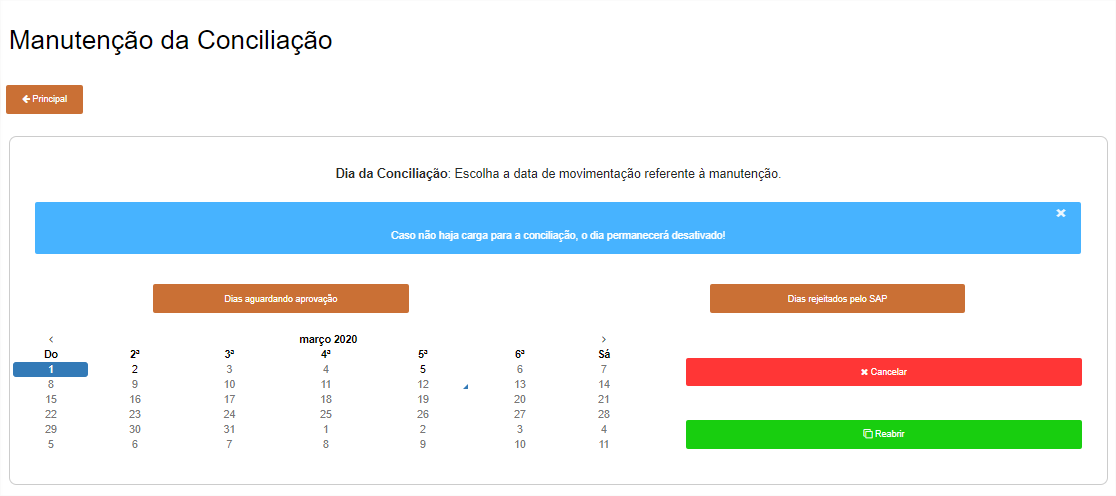 Manutenção da Conciliação
Principal
Dia da Conciliação: Escolha a data de movimentação referente à manutenção.
Caso não haja carga para a conciliação, o dia permanecerá desativado!
Dias aguardando aprovação
Dias rejeitados pelo SAP
março 2020
Do 2ª 3ª 4ª 5ª 6ª Sá
1 2 3 4 5 6 7
8 9 10 11 12 13 14
15 16 17 18 19 20 21
22 23 24 25 26 27 28
29 30 31 1 2 3 4
5 6 7 8 9 10 11
Cancelar
Reabrir